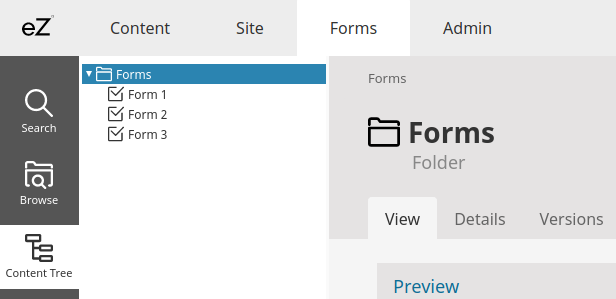 eZ Content Site Forms Admin
Search
Browse
Content Tree
Forms
Form 1
Form 2
Form 3
Forms
Forms
Folder
View Details Versions
Preview